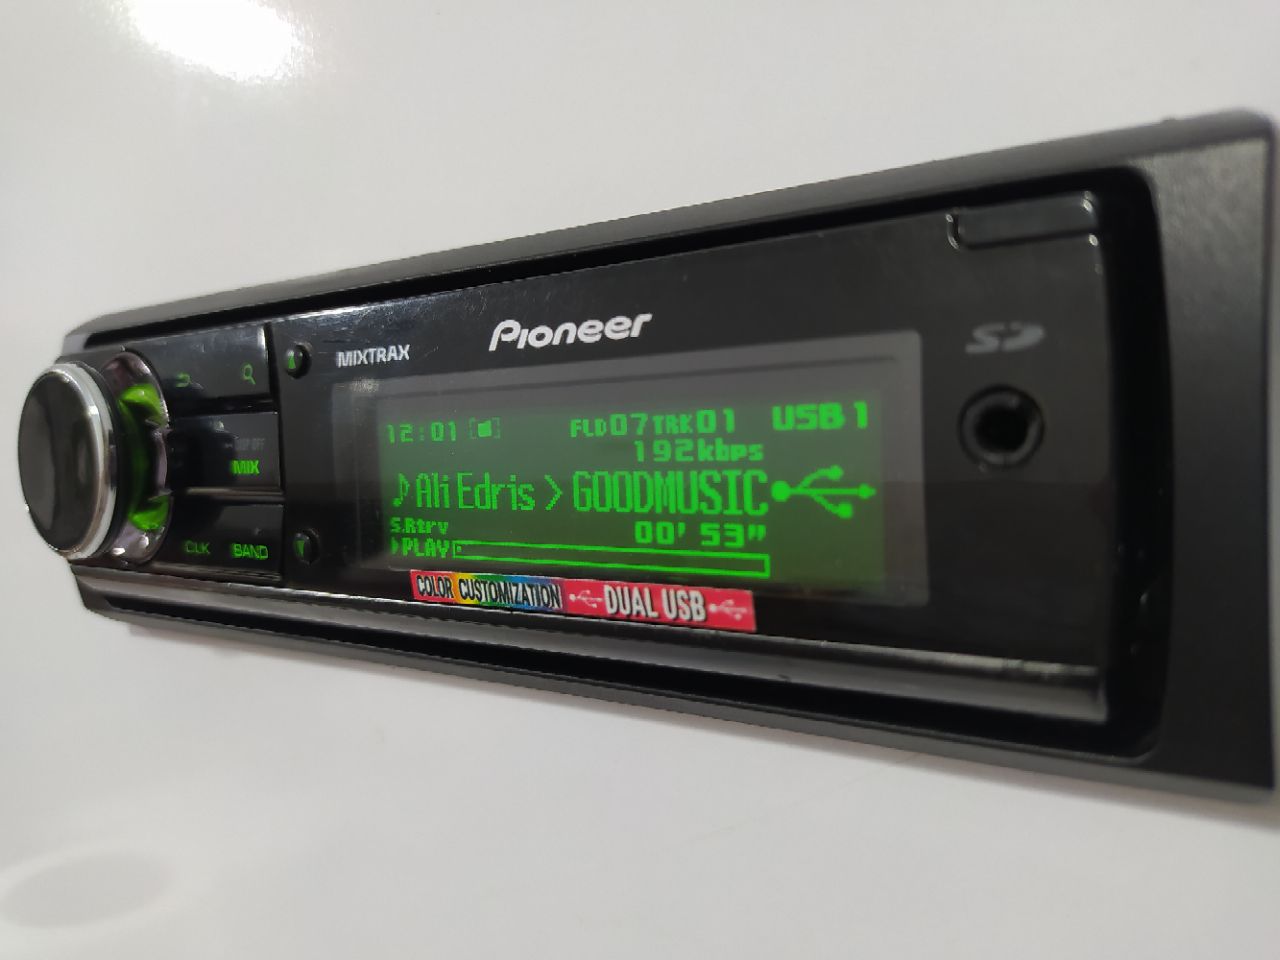 Pioneer
MIXTRAX
SD
12:01 FLD07TRK01 USB1
192kbps
Ali Edris > GOODMUSIC
S.Rtrv 00' 53"
PLAY
MIX
CLK BAND
COLOR CUSTOMIZATION DUAL USB